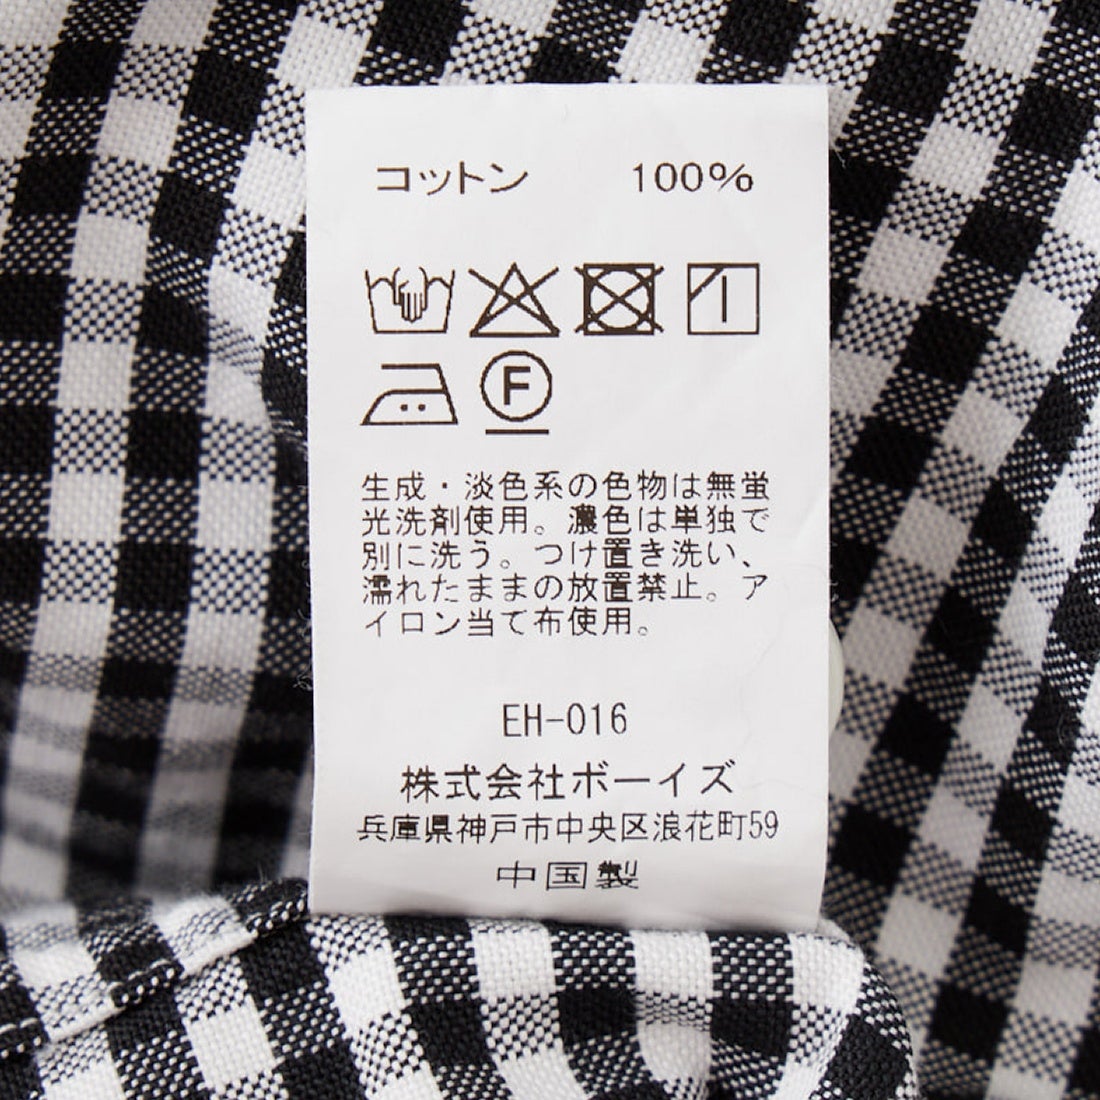 コットン 100%
F
生成・淡色系の色物は無蛍
光洗剤使用。濃色は単独で
別に洗う。つけ置き洗い、
濡れたままの放置禁止。ア
イロン当て布使用。
EH-016
株式会社ボーイズ
兵庫県神戸市中央区浪花町59
中国製